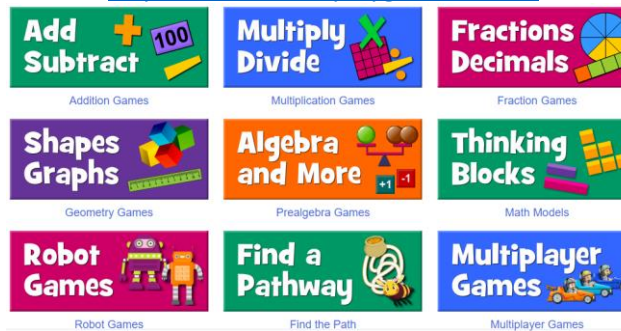 Add
Subtract
100
Multiply
Divide
Fractions
Decimals
Addition Games
Multiplication Games
Fraction Games
Shapes
Graphs
Algebra
and More
+1
-1
Thinking
Blocks
Geometry Games
Prealgebra Games
Math Models
Robot
Games
Find a
Pathway
Multiplayer
Games
Robot Games
Find the Path
Multiplayer Games